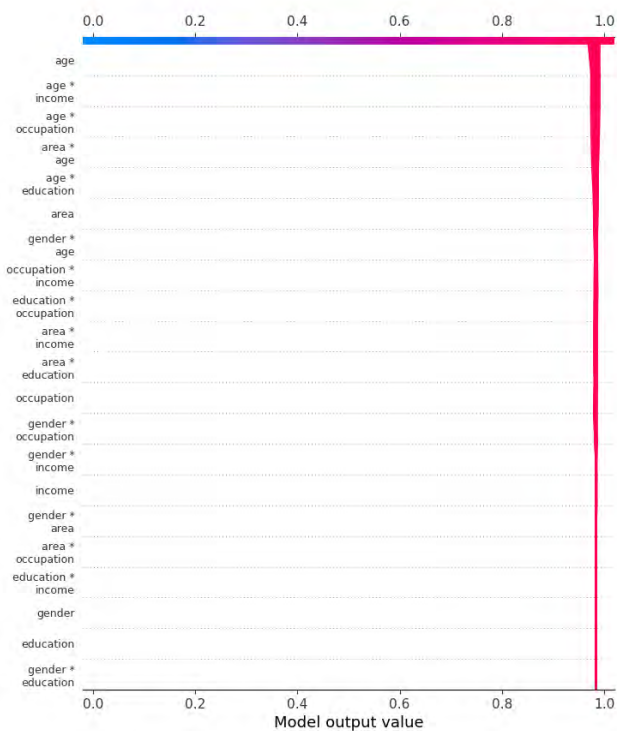 0.0 0.2 0.4 0.6 0.8 1.0
age
age *
income
age *
occupation
area *
age
age *
education
area
gender *
age
occupation *
income
education *
occupation
area *
income
area *
education
occupation
gender *
occupation
gender *
income
income
gender *
area
area *
occupation
education *
income
gender
education
gender *
education
0.0 0.2 0.4 0.6 0.8 1.0
Model output value